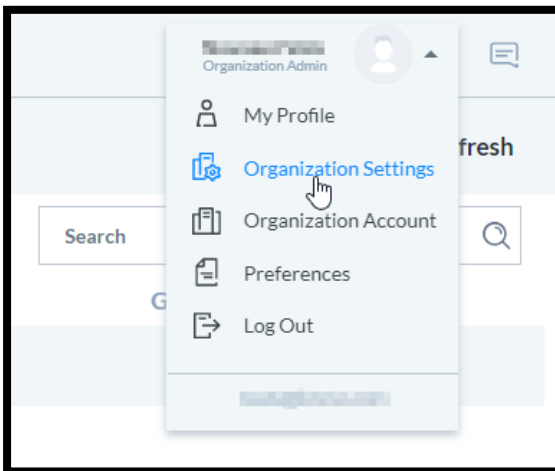 Organization Admin
My Profile
fresh
Organization Settings
Search
Organization Account
G
Preferences
Log Out